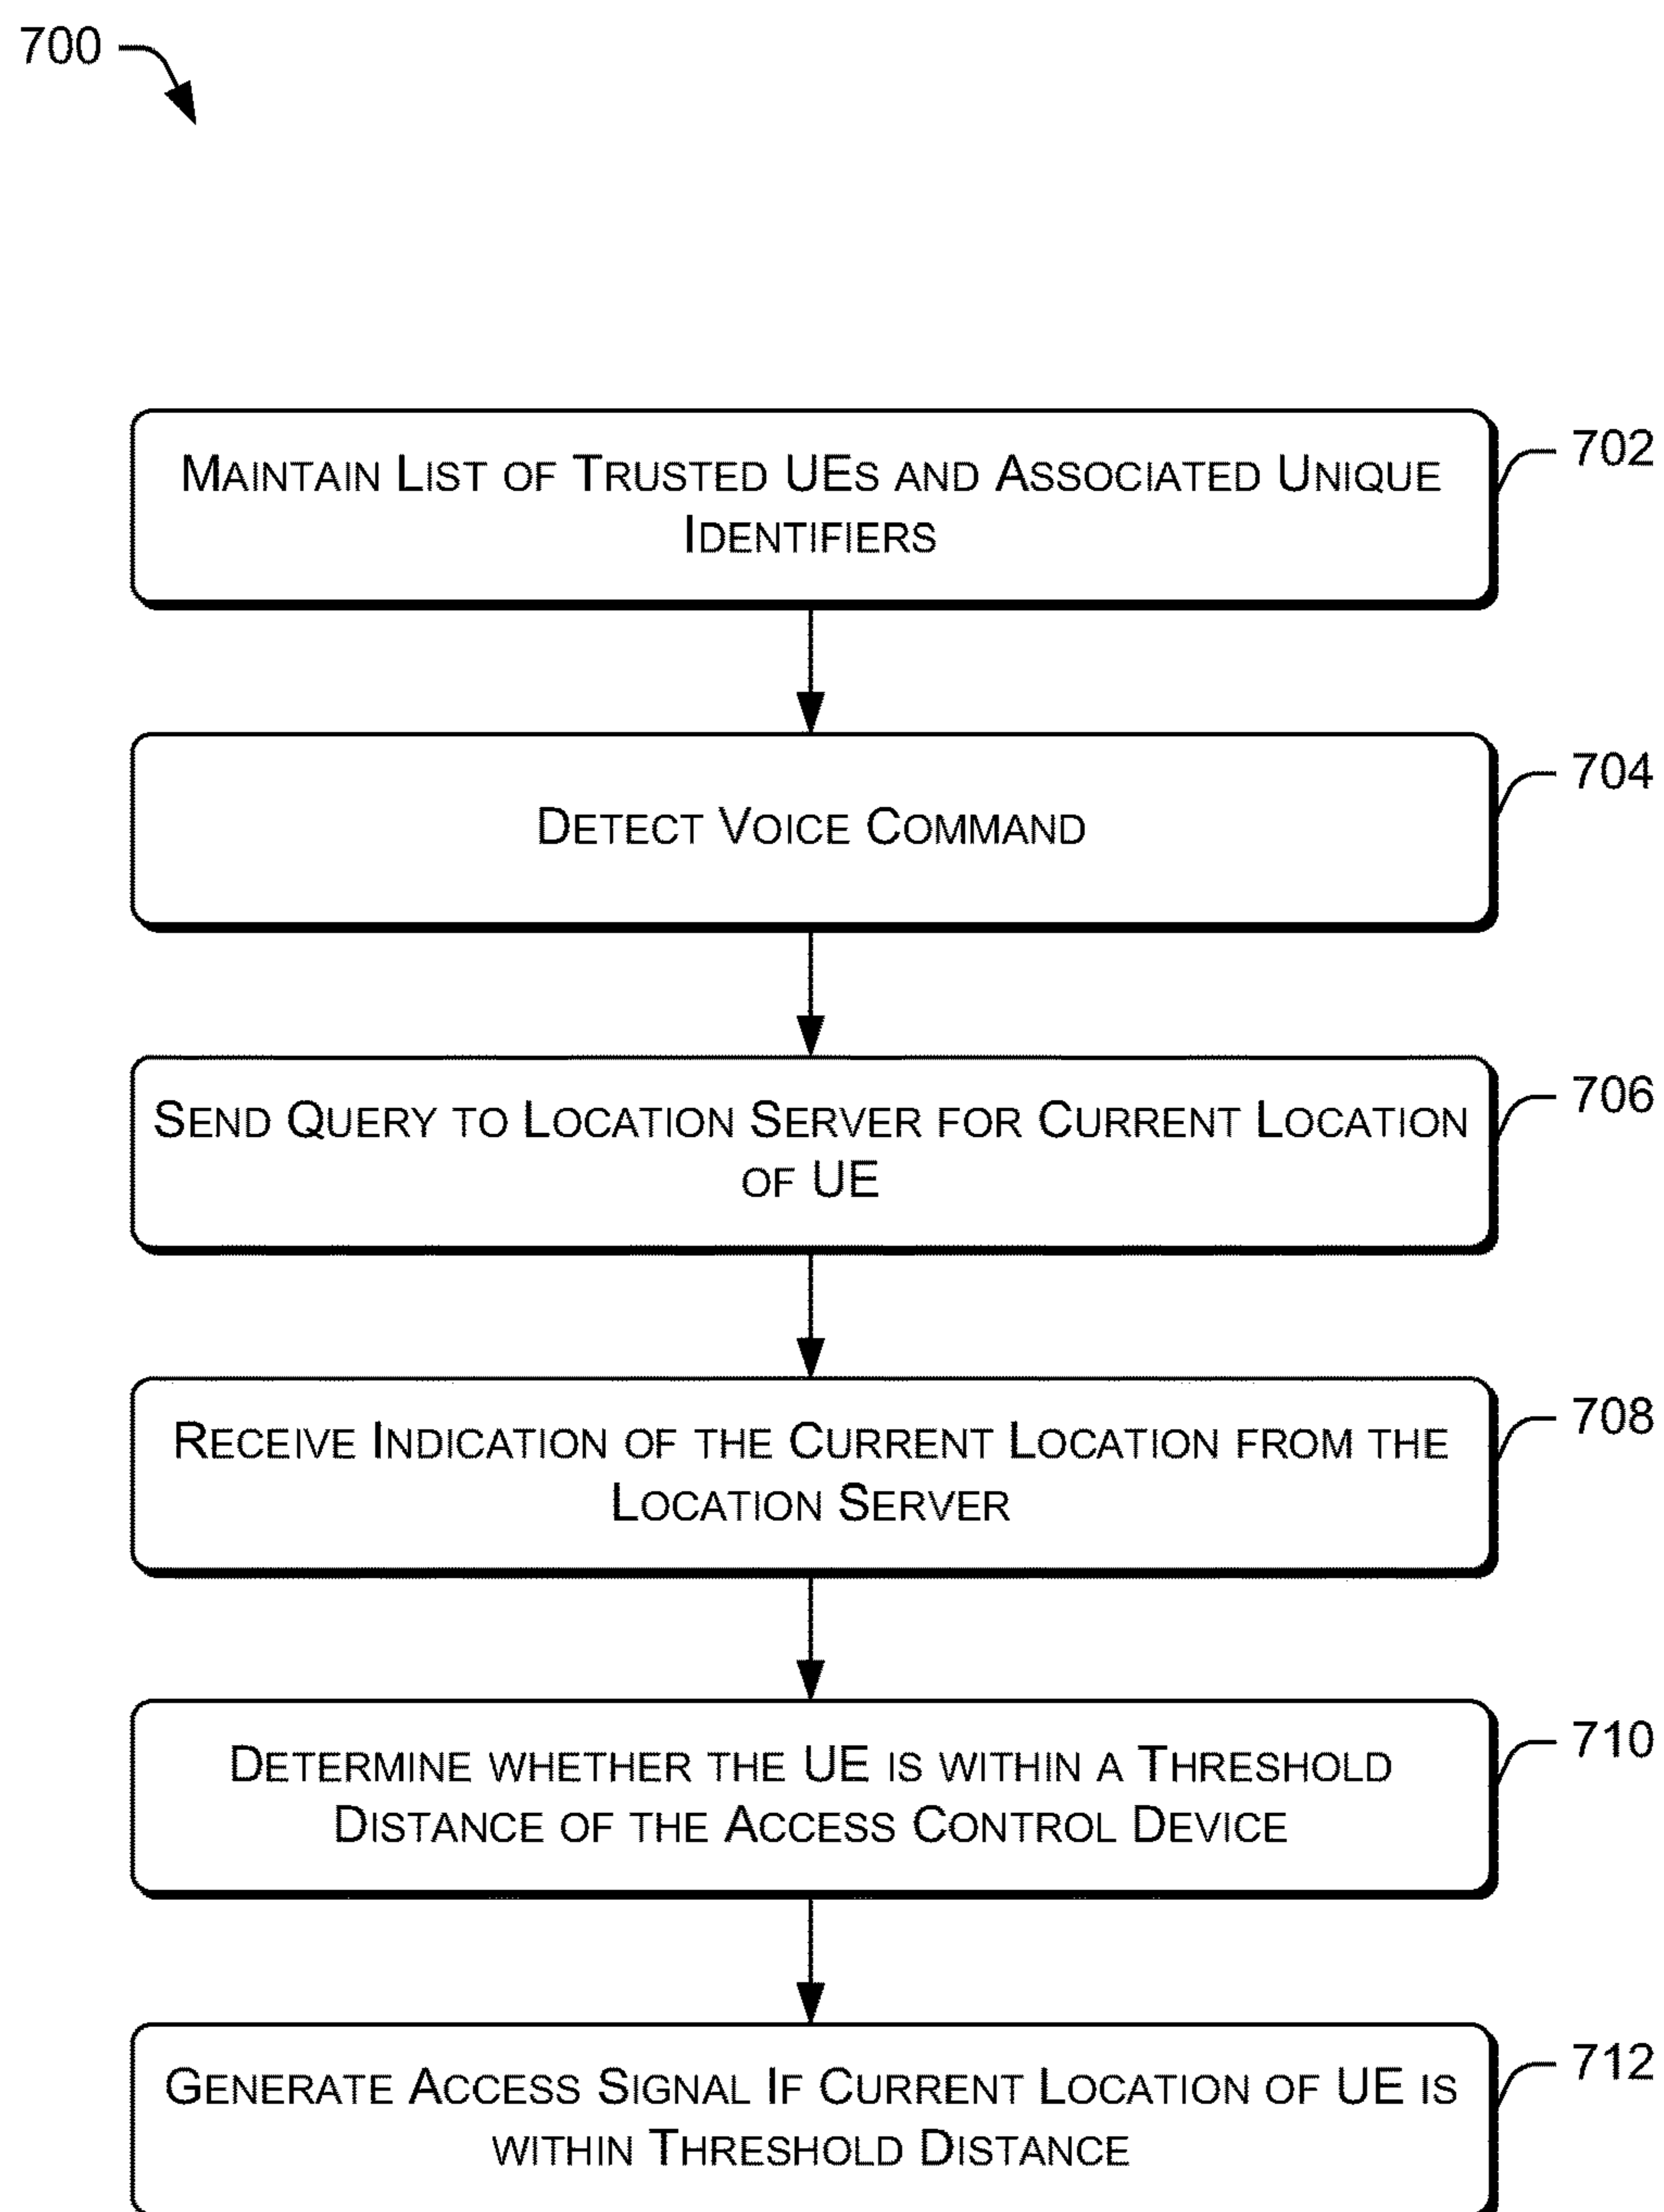 700
MAINTAIN LIST OF TRUSTED UES AND ASSOCIATED UNIQUE
IDENTIFIERS
702
DETECT VOICE COMMAND
704
SEND QUERY TO LOCATION SERVER FOR CURRENT LOCATION
OF UE
706
RECEIVE INDICATION OF THE CURRENT LOCATION FROM THE
LOCATION SERVER
708
DETERMINE WHETHER THE UE IS WITHIN A THRESHOLD
DISTANCE OF THE ACCESS CONTROL DEVICE
710
GENERATE ACCESS SIGNAL IF CURRENT LOCATION OF UE IS
WITHIN THRESHOLD DISTANCE
712